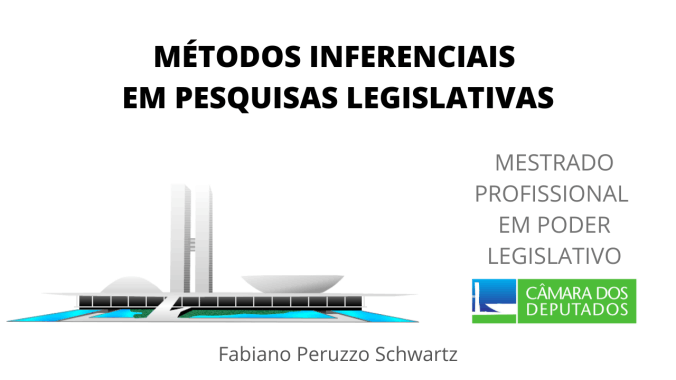 MÉTODOS INFERENCIAIS
EM PESQUISAS LEGISLATIVAS
MESTRADO
PROFISSIONAL
EM PODER
LEGISLATIVO
CÂMARA DOS
DEPUTADOS
Fabiano Peruzzo Schwartz